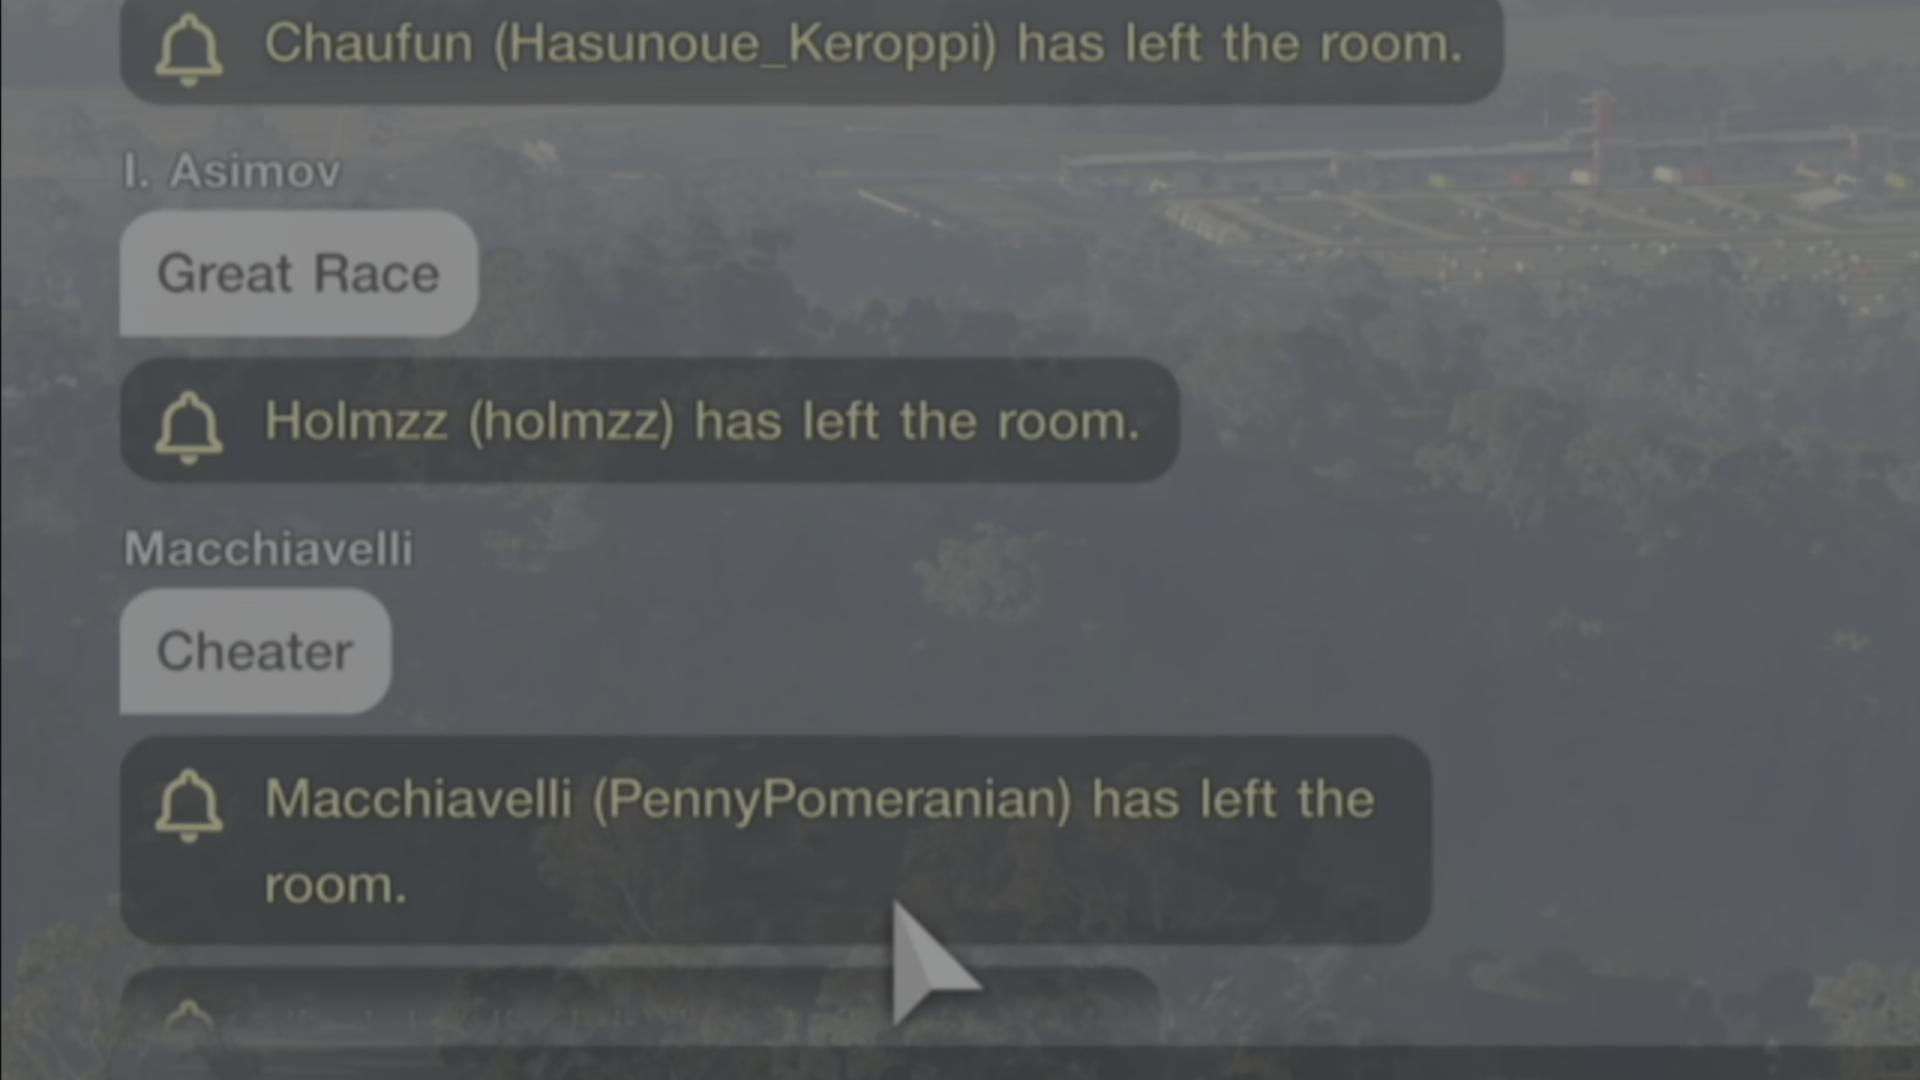 Chaufun (Hasunoue_Keroppi) has left the room.
I. Asimov
Great Race
Holmzz (holmzz) has left the room.
Macchiavelli
Cheater
Macchiavelli (PennyPomeranian) has left the
room.